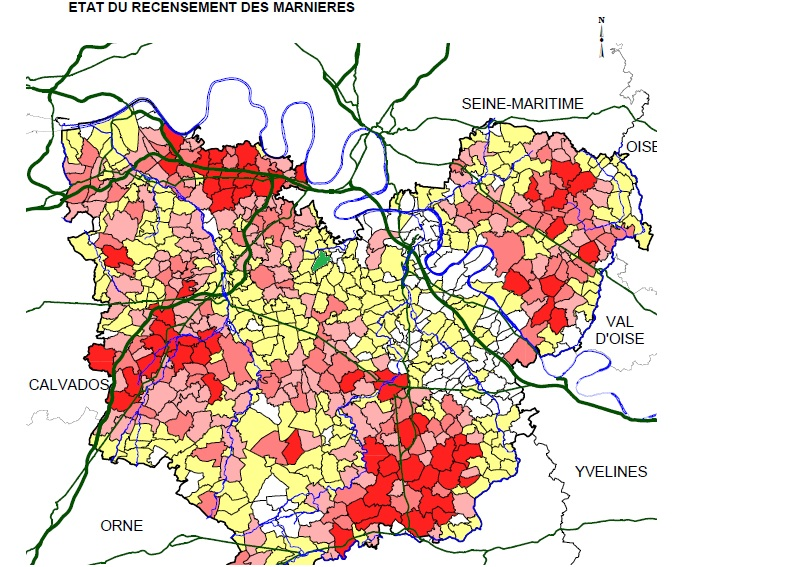 ETAT DU RECENSEMENT DES MARNIERES
N
SEINE-MARITIME
OISE
VAL
D'OISE
CALVADOS
YVELINES
ORNE